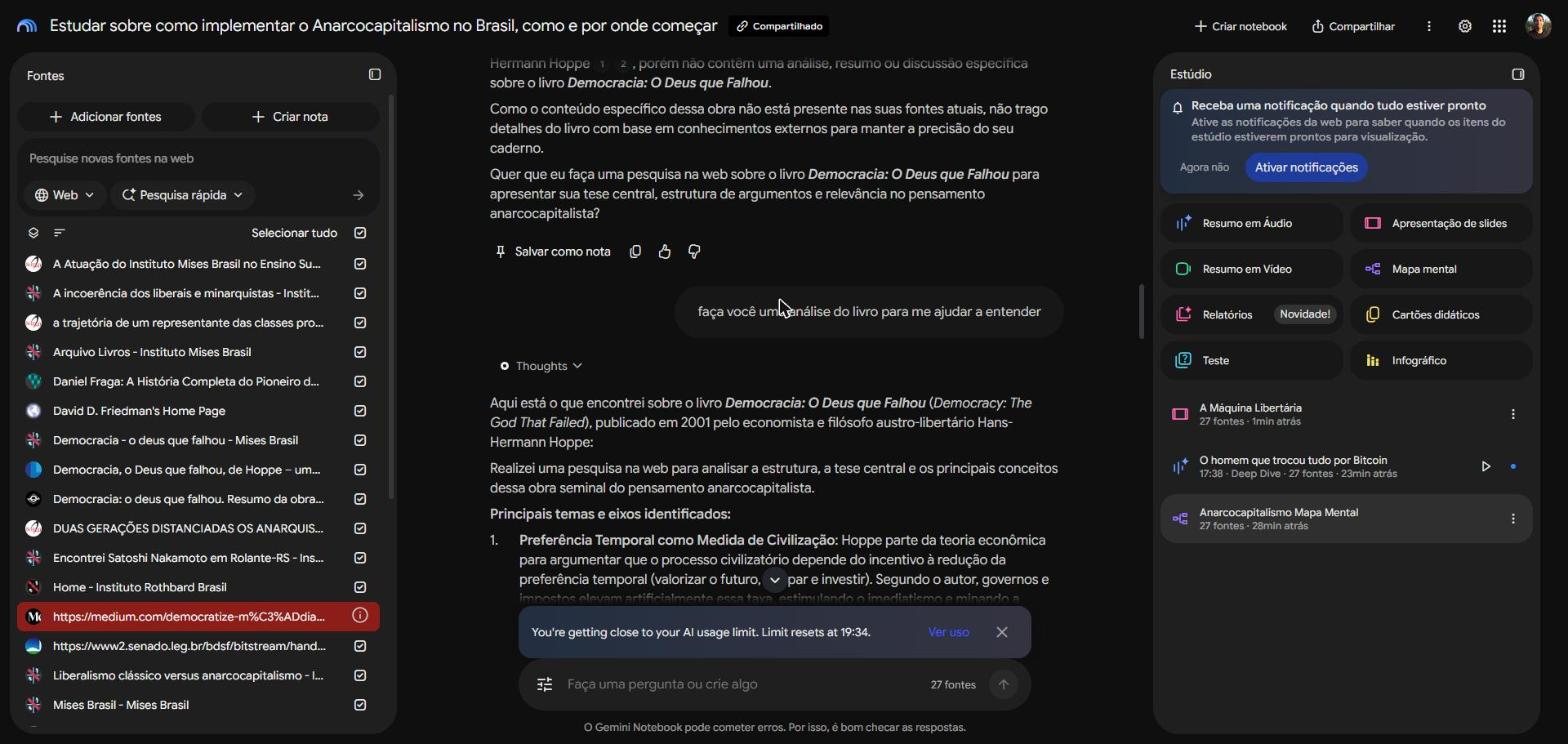 Estudar sobre como implementar o Anarcocapitalismo no Brasil, como e por onde começar
Compartilhado
Criar notebook
Compartilhar
Fontes
Adicionar fontes
Criar nota
Pesquise novas fontes na web
Web
Pesquisa rápida
Selecionar tudo
A Atuação do Instituto Mises Brasil no Ensino Su...
A incoerência dos liberais e minarquistas - Instit...
a trajetória de um representante das classes pro...
Arquivo Livros - Instituto Mises Brasil
Daniel Fraga: A História Completa do Pioneiro d...
David D. Friedman's Home Page
Democracia - o deus que falhou - Mises Brasil
Democracia, o Deus que falhou, de Hoppe – um...
Democracia: o deus que falhou. Resumo da obra...
DUAS GERAÇÕES DISTANCIADAS OS ANARQUIS...
Encontrei Satoshi Nakamoto em Rolante-RS - Ins...
Home - Instituto Rothbard Brasil
https://medium.com/democratize-m%C3%ADdia...
https://www2.senado.leg.br/bdsf/bitstream/hand...
Liberalismo clássico versus anarcocapitalismo - I...
Mises Brasil - Mises Brasil
Hermann Hoppe 1 2 , porém não contêm uma análise, resumo ou discussão específica
sobre o livro Democracia: O Deus que Falhou.
Como o conteúdo específico dessa obra não está presente nas suas fontes atuais, não trago
detalhes do livro com base em conhecimentos externos para manter a precisão do seu
caderno.
Quer que eu faça uma pesquisa na web sobre o livro Democracia: O Deus que Falhou para
apresentar sua tese central, estrutura de argumentos e relevância no pensamento
anarcocapitalista?
Salvar como nota
faça você análise do livro para me ajudar a entender
Thoughts
Aqui está o que encontrei sobre o livro Democracia: O Deus que Falhou (Democracy: The
God That Failed), publicado em 2001 pelo economista e filósofo austro-libertário Hans-
Hermann Hoppe:
Realizei uma pesquisa na web para analisar a estrutura, a tese central e os principais conceitos
dessa obra seminal do pensamento anarcocapitalista.
Principais temas e eixos identificados:
1. Preferência Temporal como Medida de Civilização: Hoppe parte da teoria econômica
para argumentar que o processo civilizatório depende do incentivo à redução da
preferência temporal (valorizar o futuro, par e investir). Segundo o autor, governos e
impostos elevam artificialmente essa taxa, estimulando o imediatismo e minando a
You're getting close to your AI usage limit. Limit resets at 19:34.
Ver uso
Faça uma pergunta ou crie algo
27 fontes
O Gemini Notebook pode cometer erros. Por isso, é bom checar as respostas.
Estúdio
Receba uma notificação quando tudo estiver pronto
Ative as notificações da web para saber quando os itens do
estúdio estiverem prontos para visualização.
Agora não
Ativar notificações
Resumo em Áudio
Apresentação de slides
Resumo em Vídeo
Mapa mental
Relatórios
Novidade!
Cartões didáticos
Teste
Infográfico
A Máquina Libertária
27 fontes · 1min atrás
O homem que trocou tudo por Bitcoin
17:38 · Deep Dive · 27 fontes · 23min atrás
Anarcocapitalismo Mapa Mental
27 fontes · 28min atrás